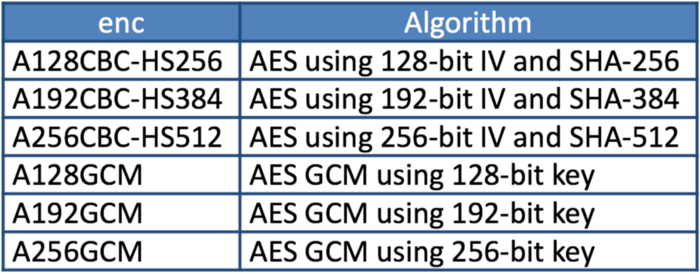 enc Algorithm
A128CBC-HS256 AES using 128-bit IV and SHA-256
A192CBC-HS384 AES using 192-bit IV and SHA-384
A256CBC-HS512 AES using 256-bit IV and SHA-512
A128GCM AES GCM using 128-bit key
A192GCM AES GCM using 192-bit key
A256GCM AES GCM using 256-bit key